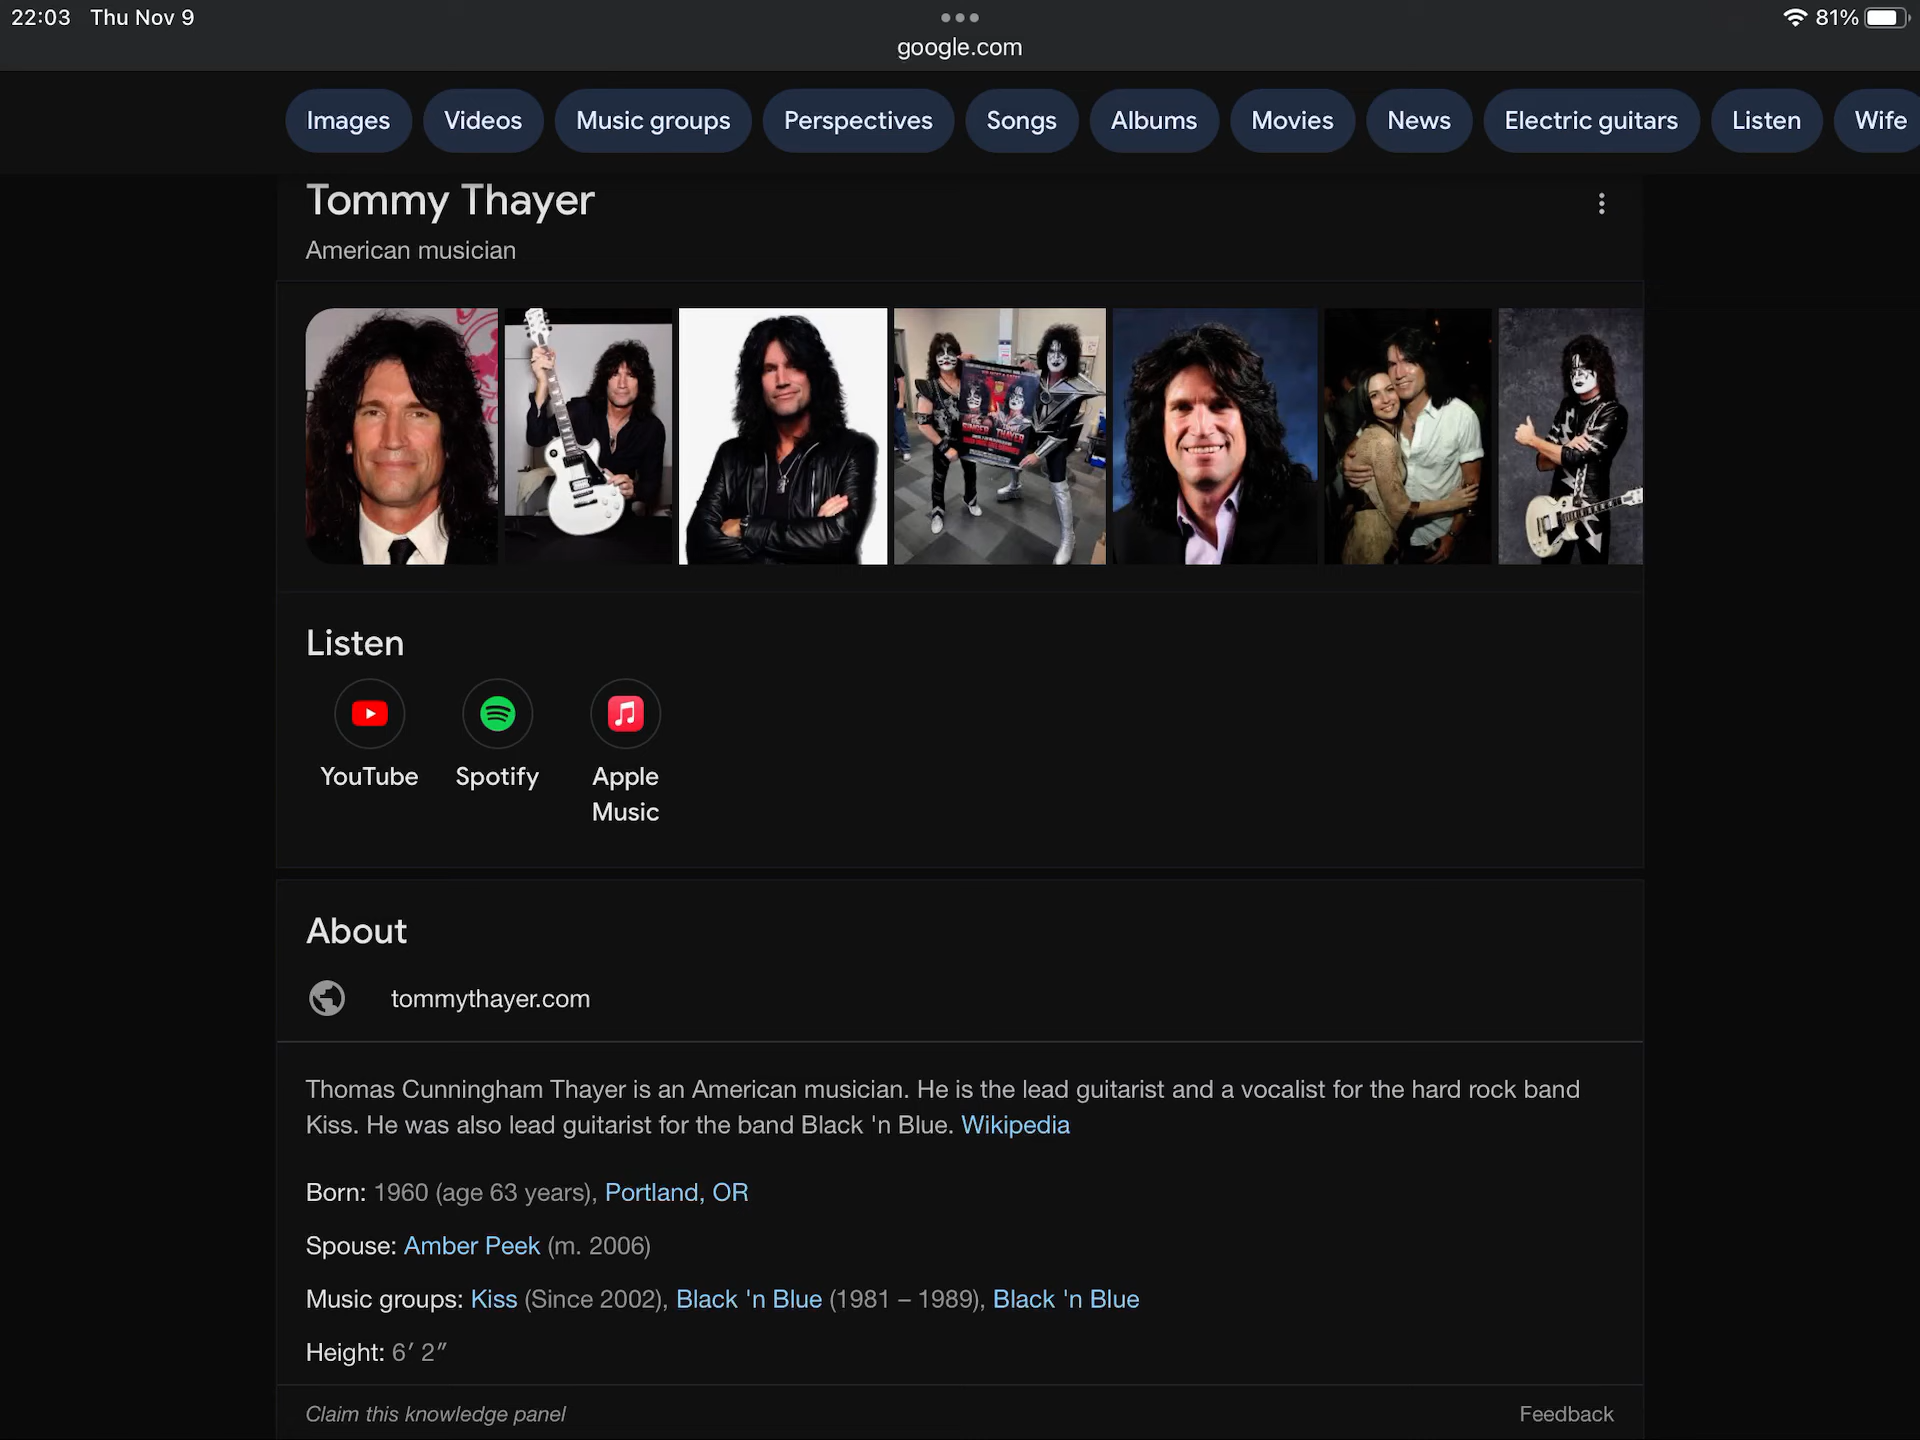 22:03 Thu Nov 9
81%
google.com
Images
Videos
Music groups
Perspectives
Songs
Albums
Movies
News
Electric guitars
Listen
Wife
Tommy Thayer
American musician
SINGER THAYER
Listen
YouTube
Spotify
Apple
Music
About
tommythayer.com
Thomas Cunningham Thayer is an American musician. He is the lead guitarist and a vocalist for the hard rock band
Kiss. He was also lead guitarist for the band Black 'n Blue. Wikipedia
Born: 1960 (age 63 years), Portland, OR
Spouse: Amber Peek (m. 2006)
Music groups: Kiss (Since 2002), Black 'n Blue (1981 – 1989), Black 'n Blue
Height: 6′ 2″
Claim this knowledge panel
Feedback